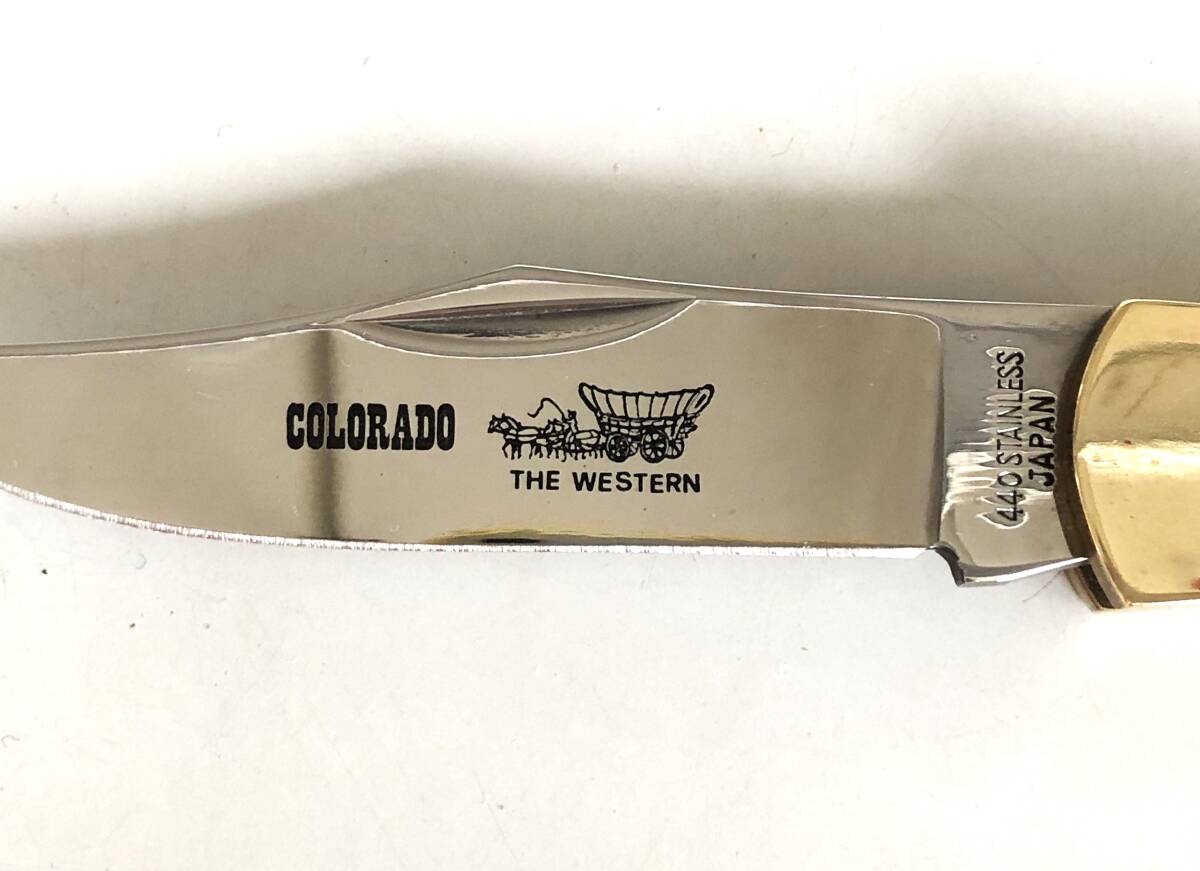 COLORADO
THE WESTERN
440 STAINLESS
JAPAN